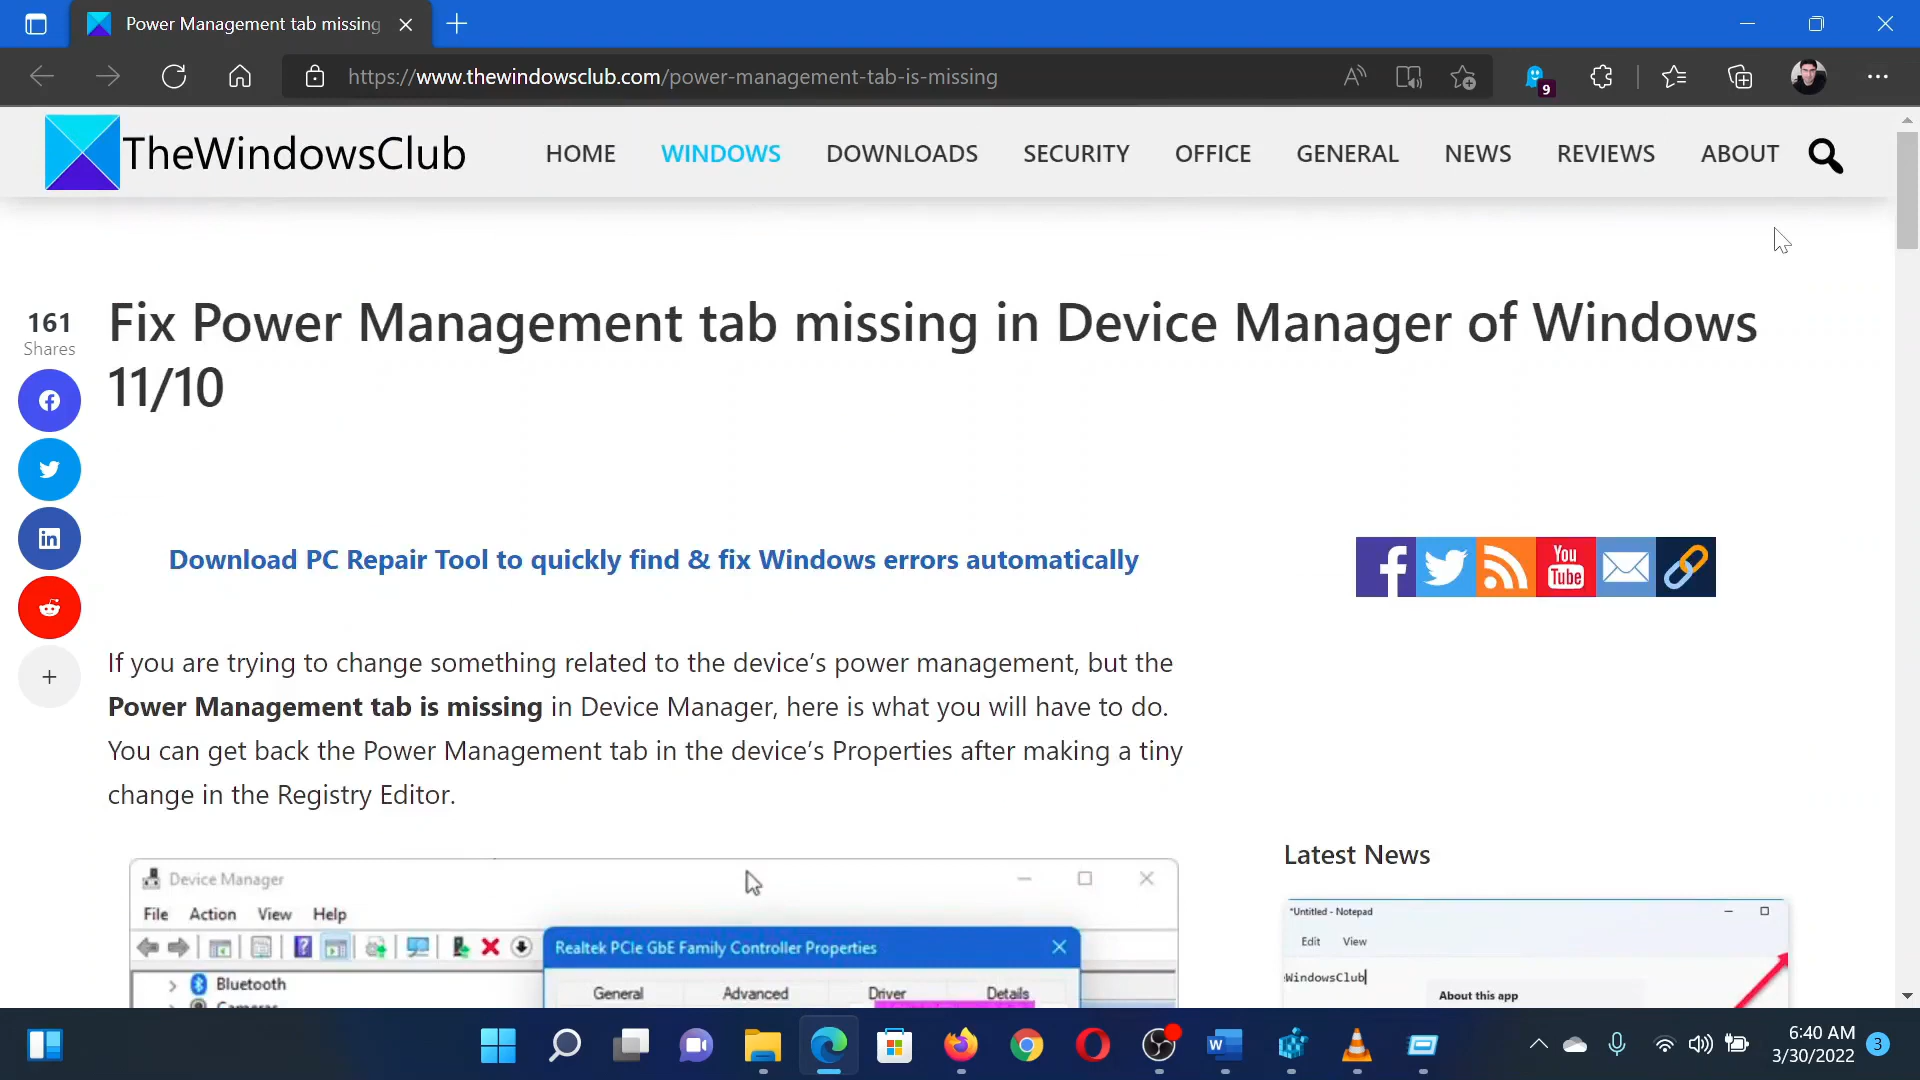 Power Management tab missing
https://www.thewindowsclub.com/power-management-tab-is-missing
9
TheWindowsClub
HOME WINDOWS DOWNLOADS SECURITY OFFICE GENERAL NEWS REVIEWS ABOUT
161
Shares
Fix Power Management tab missing in Device Manager of Windows
11/10
Download PC Repair Tool to quickly find & fix Windows errors automatically
You
Tube
If you are trying to change something related to the device’s power management, but the
Power Management tab is missing in Device Manager, here is what you will have to do.
You can get back the Power Management tab in the device’s Properties after making a tiny
change in the Registry Editor.
Latest News
Device Manager
File Action View Help
Realtek PCIe GbE Family Controller Properties
General Advanced Driver Details
Bluetooth
Cameras
*Untitled - Notepad
Edit View
WindowsClub
About this app
6:40 AM
3/30/2022
3